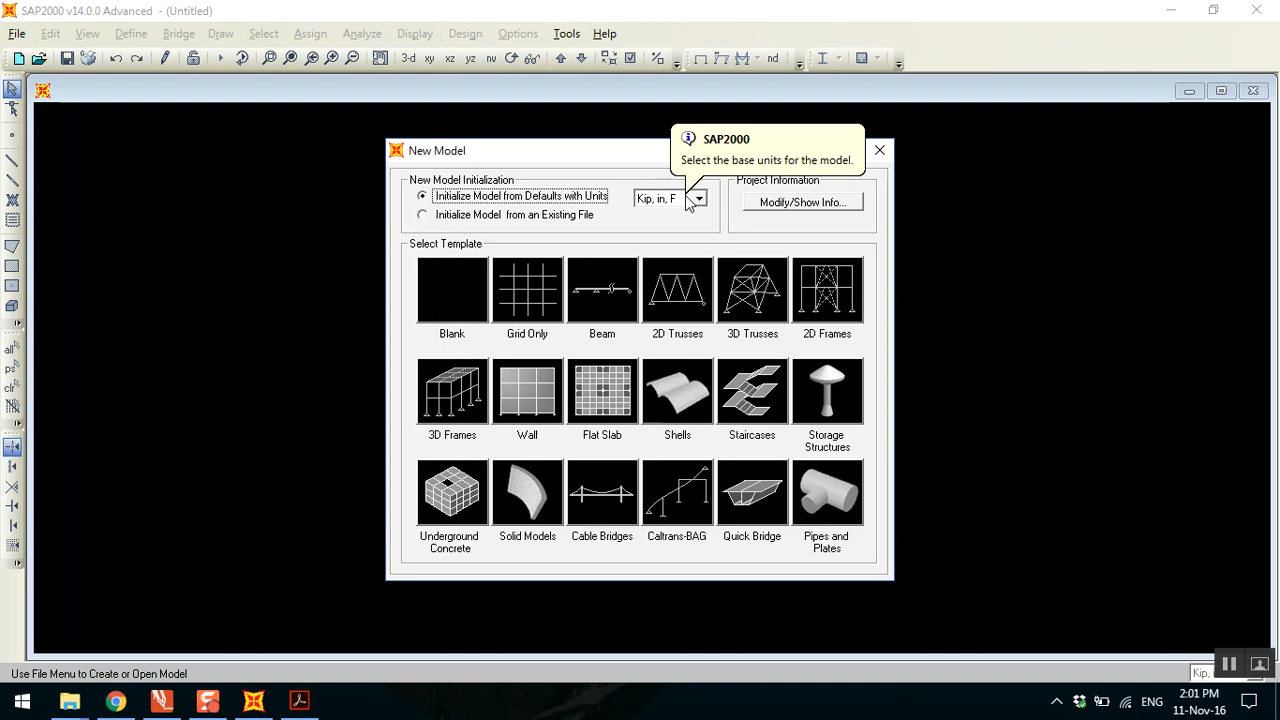 SAP2000 v14.0.0 Advanced - (Untitled)
File Edit View Define Bridge Draw Select Assign Analyze Display Design Options Tools Help
3-d xy xz yz nv nd
all
ps
clr
New Model
SAP2000
Select the base units for the model.
New Model Initialization
Project Information
Initialize Model from Defaults with Units
Kip, in, F
Modify/Show Info...
Initialize Model from an Existing File
Select Template
Blank Grid Only Beam 2D Trusses 3D Trusses 2D Frames
3D Frames Wall Flat Slab Shells Staircases Storage
Structures
Underground Solid Models Cable Bridges Caltrans-BAG Quick Bridge Pipes and
Concrete Plates
Use File Menu to Create or Open Model
Kip,
ENG
2:01 PM
11-Nov-16